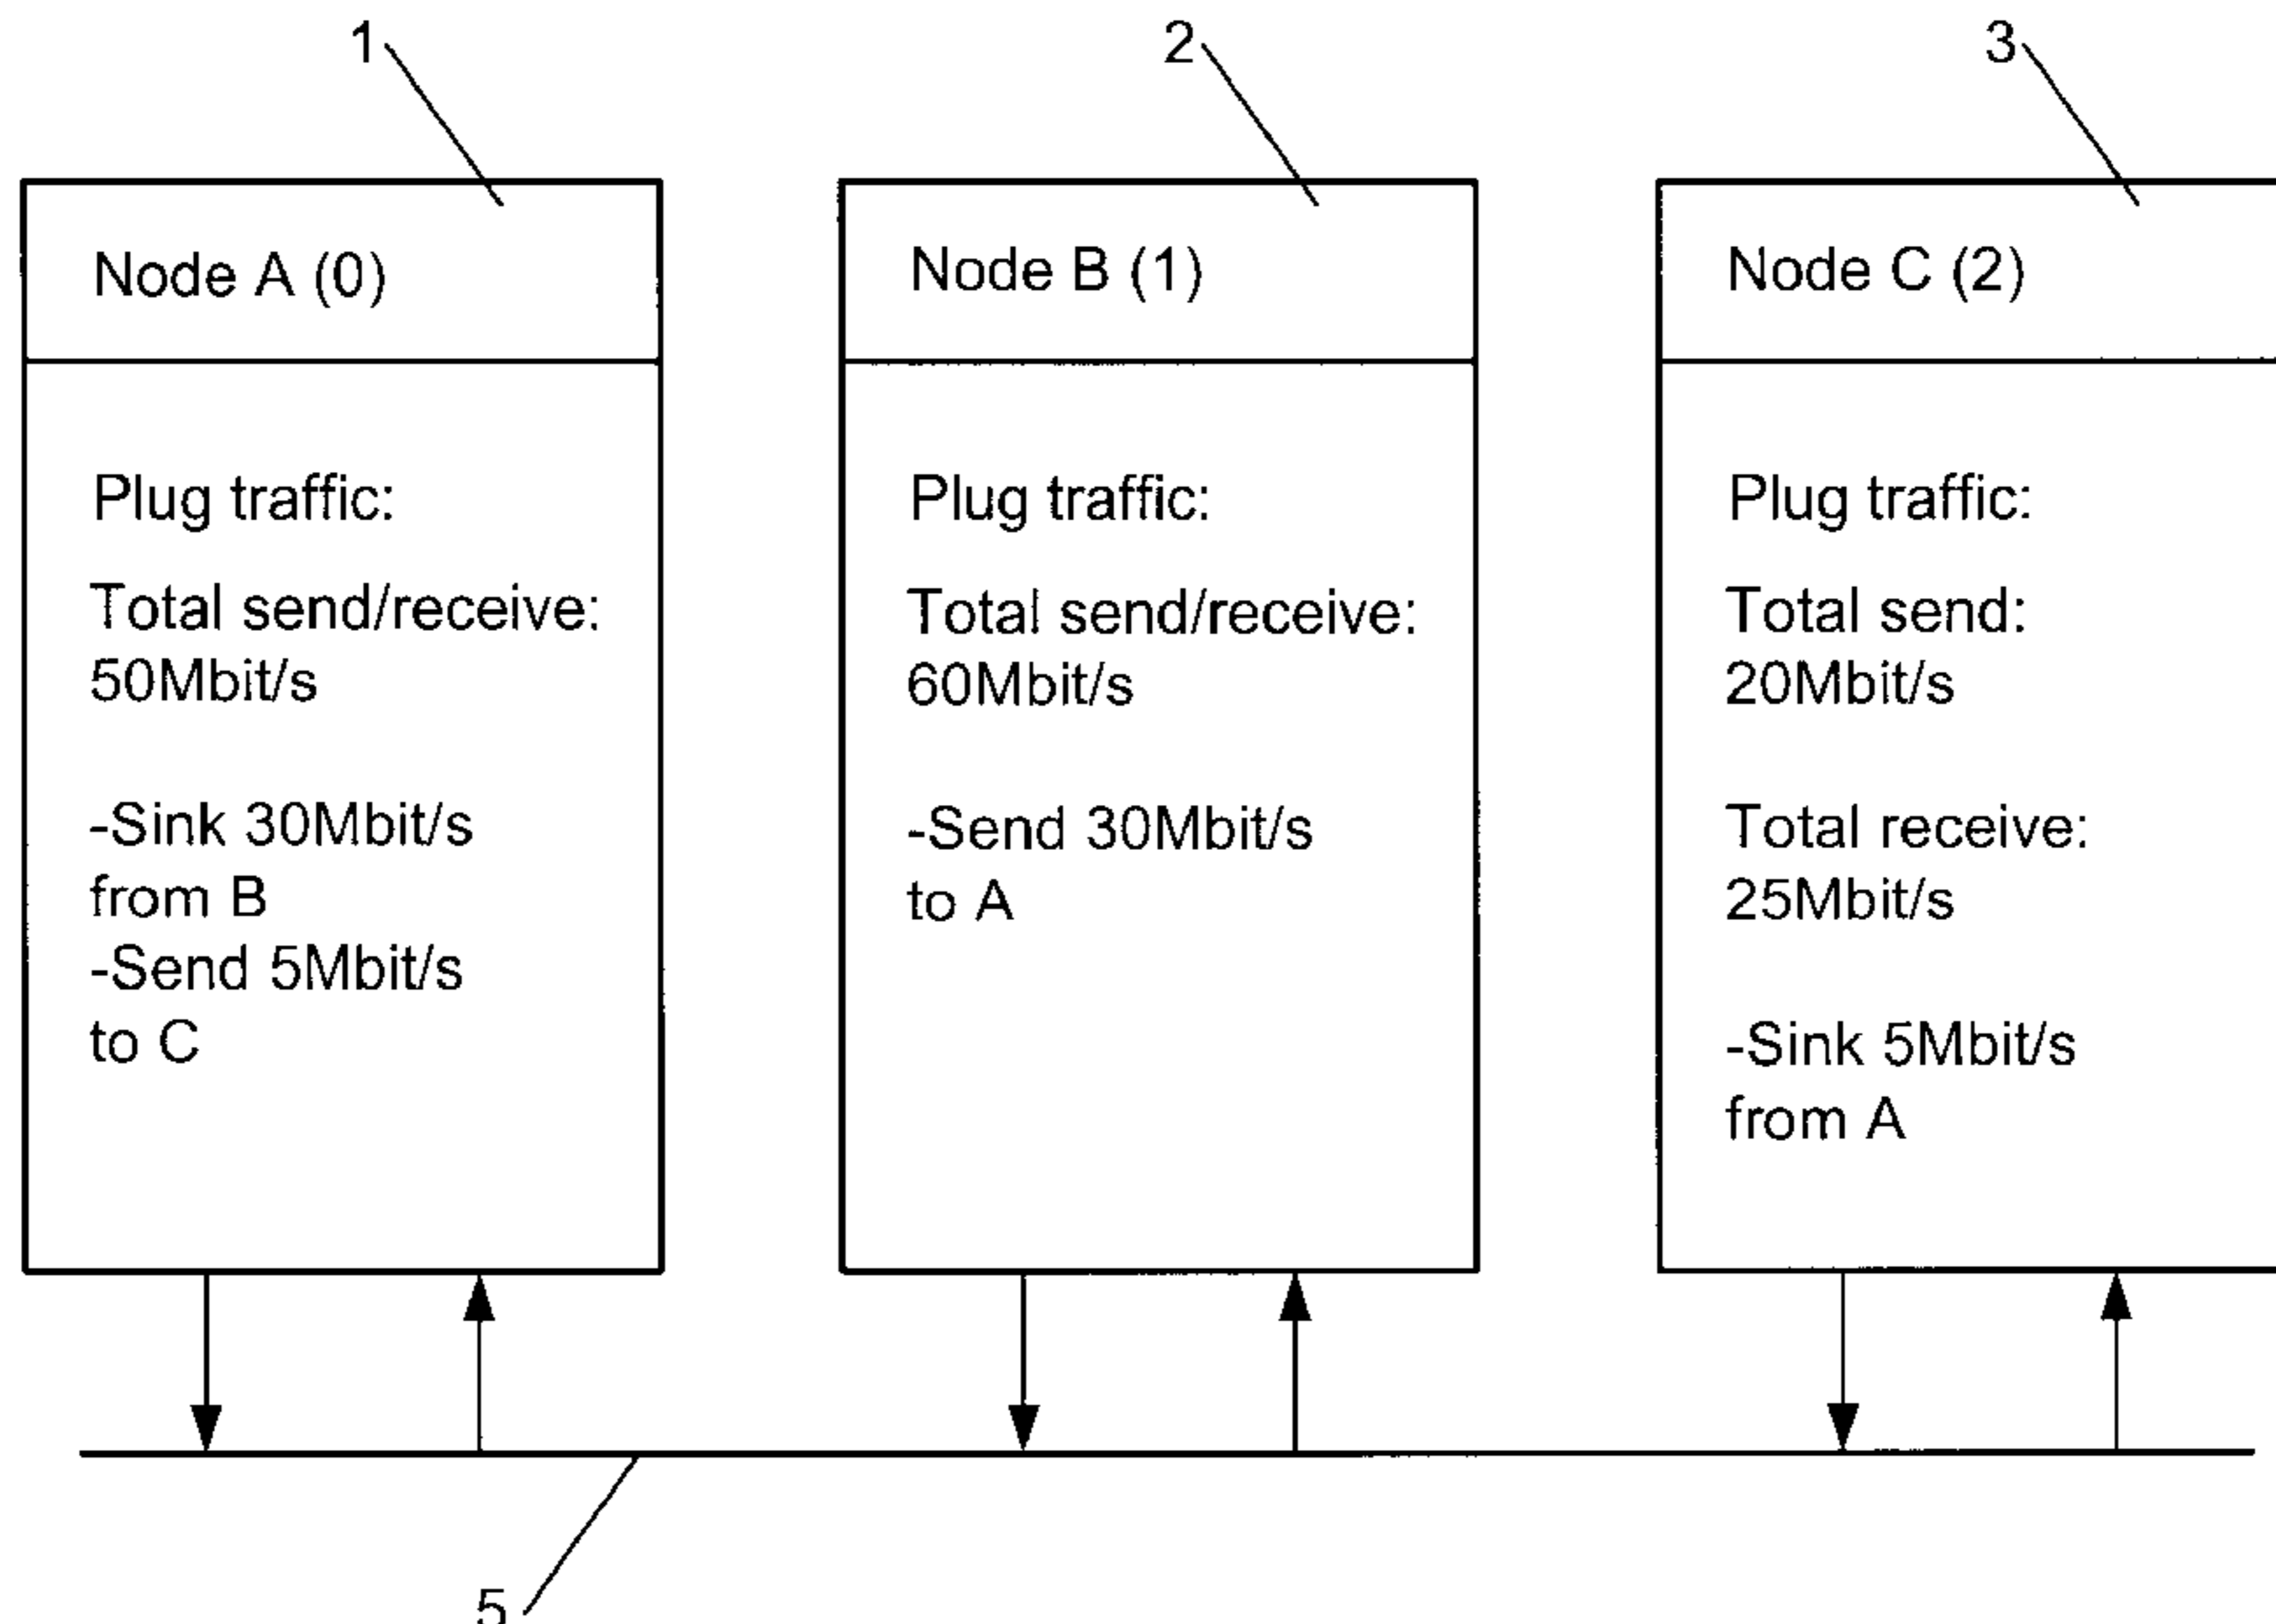 1
2
3
Node A (0)
Plug traffic:
Total send/receive:
50Mbit/s
-Sink 30Mbit/s
from B
-Send 5Mbit/s
to C
Node B (1)
Plug traffic:
Total send/receive:
60Mbit/s
-Send 30Mbit/s
to A
Node C (2)
Plug traffic:
Total send:
20Mbit/s
Total receive:
25Mbit/s
-Sink 5Mbit/s
from A
5